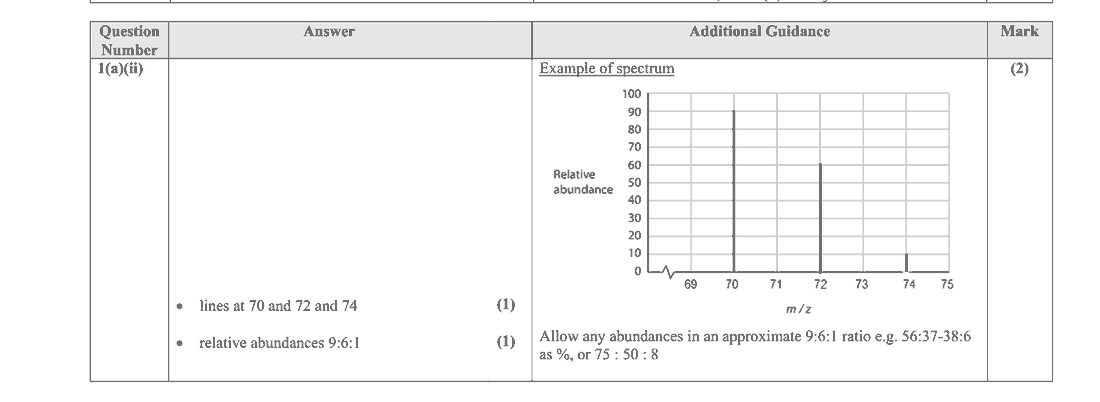 Question Number
Answer
Additional Guidance
Mark
1(a)(ii)
Example of spectrum
(2)
100
90
80
70
60
50
40
30
20
10
0
Relative
abundance
69 70 71 72 73 74 75
m/z
• lines at 70 and 72 and 74 (1)
• relative abundances 9:6:1 (1)
Allow any abundances in an approximate 9:6:1 ratio e.g. 56:37-38:6
as %, or 75 : 50 : 8